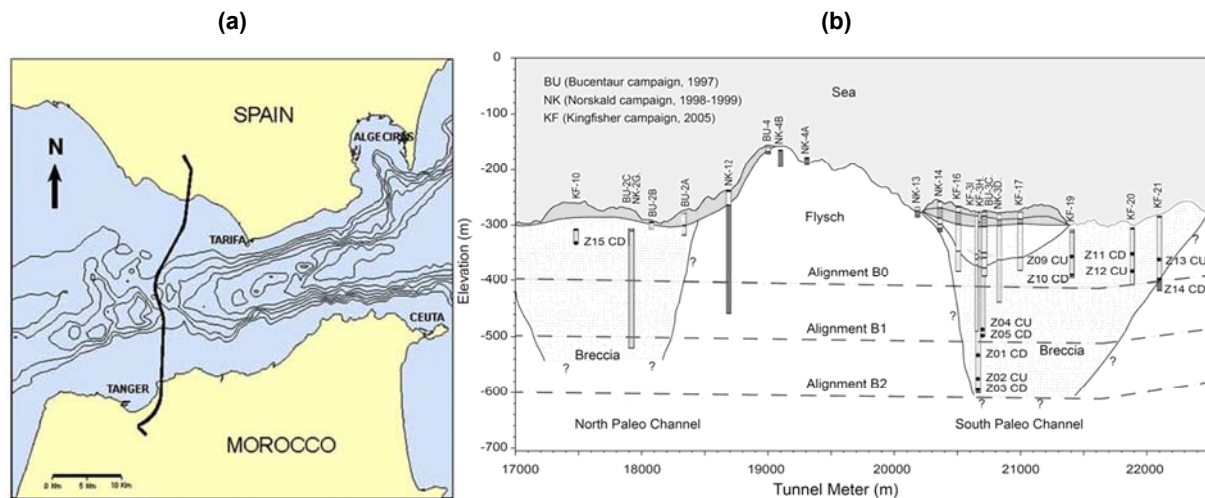 (a)
(b)
SPAIN
N
ALGECIRAS
TARIFA
CEUTA
TANGER
MOROCCO
0 Km 5 Km 10 Km
0
-100
-200
-300
-400
-500
-600
-700
Elevation (m)
BU (Bucentaur campaign, 1997)
NK (Norskald campaign, 1998-1999)
KF (Kingfisher campaign, 2005)
Sea
KF-10
BU-2C
NK-2G.
BU-2B
BU-2A
NK-12
BU-4
NK-4B
NK-4A
NK-13
NK-14
KF-16
KF-3I
KF-3H.
BU-3C.
NK-3D.
KF-17
KF-19
KF-20
KF-21
Flysch
Z15 CD
Z09 CU
Z10 CD
Z11 CD
Z12 CU
Z13 CU
Z14 CD
?
?
?
Alignment B0
Z04 CU
Z05 CD
Alignment B1
Breccia
Z01 CD
Breccia
?
?
Z02 CU
Z03 CD
Alignment B2
?
?
North Paleo Channel
South Paleo Channel
17000 18000 19000 20000 21000 22000
Tunnel Meter (m)